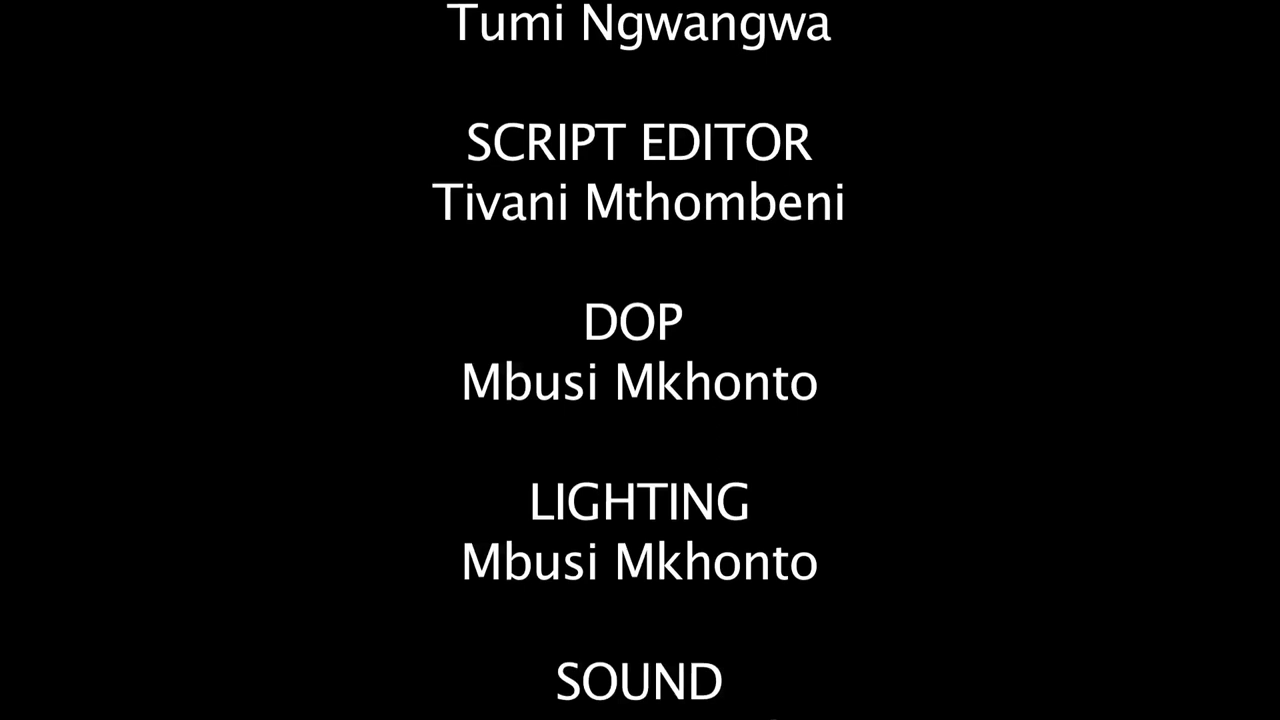 Tumi Ngwangwa
SCRIPT EDITOR
Tivani Mthombeni
DOP
Mbusi Mkhonto
LIGHTING
Mbusi Mkhonto
SOUND